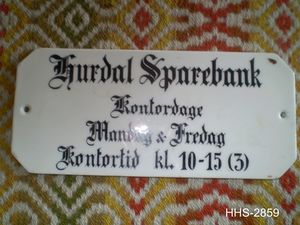 Hurdal Sparebank
Kontordage
Mandag & Fredag
Kontortid kl. 10-15 (3)
HHS-2859